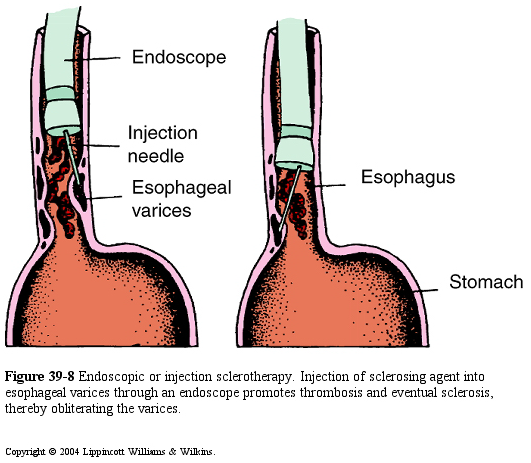 Endoscope
Injection
needle
Esophageal
varices
Esophagus
Stomach
Figure 39-8 Endoscopic or injection sclerotherapy. Injection of sclerosing agent into
esophageal varices through an endoscope promotes thrombosis and eventual sclerosis,
thereby obliterating the varices.
Copyright © 2004 Lippincott Williams & Wilkins.